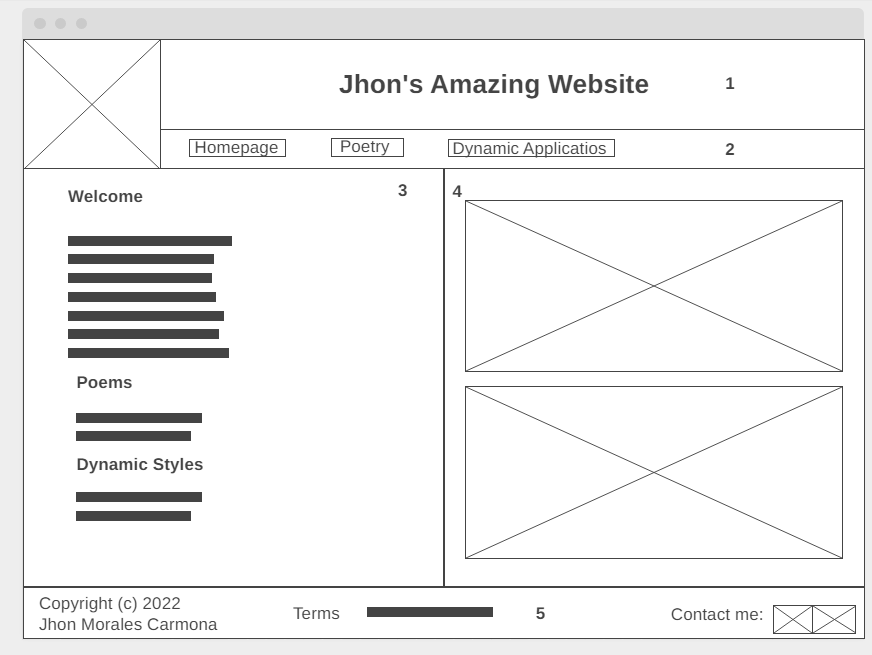 Jhon's Amazing Website 1
Homepage Poetry Dynamic Applicatios 2
Welcome 3
Poems
Dynamic Styles
4
Copyright (c) 2022
Jhon Morales Carmona
Terms 5
Contact me: